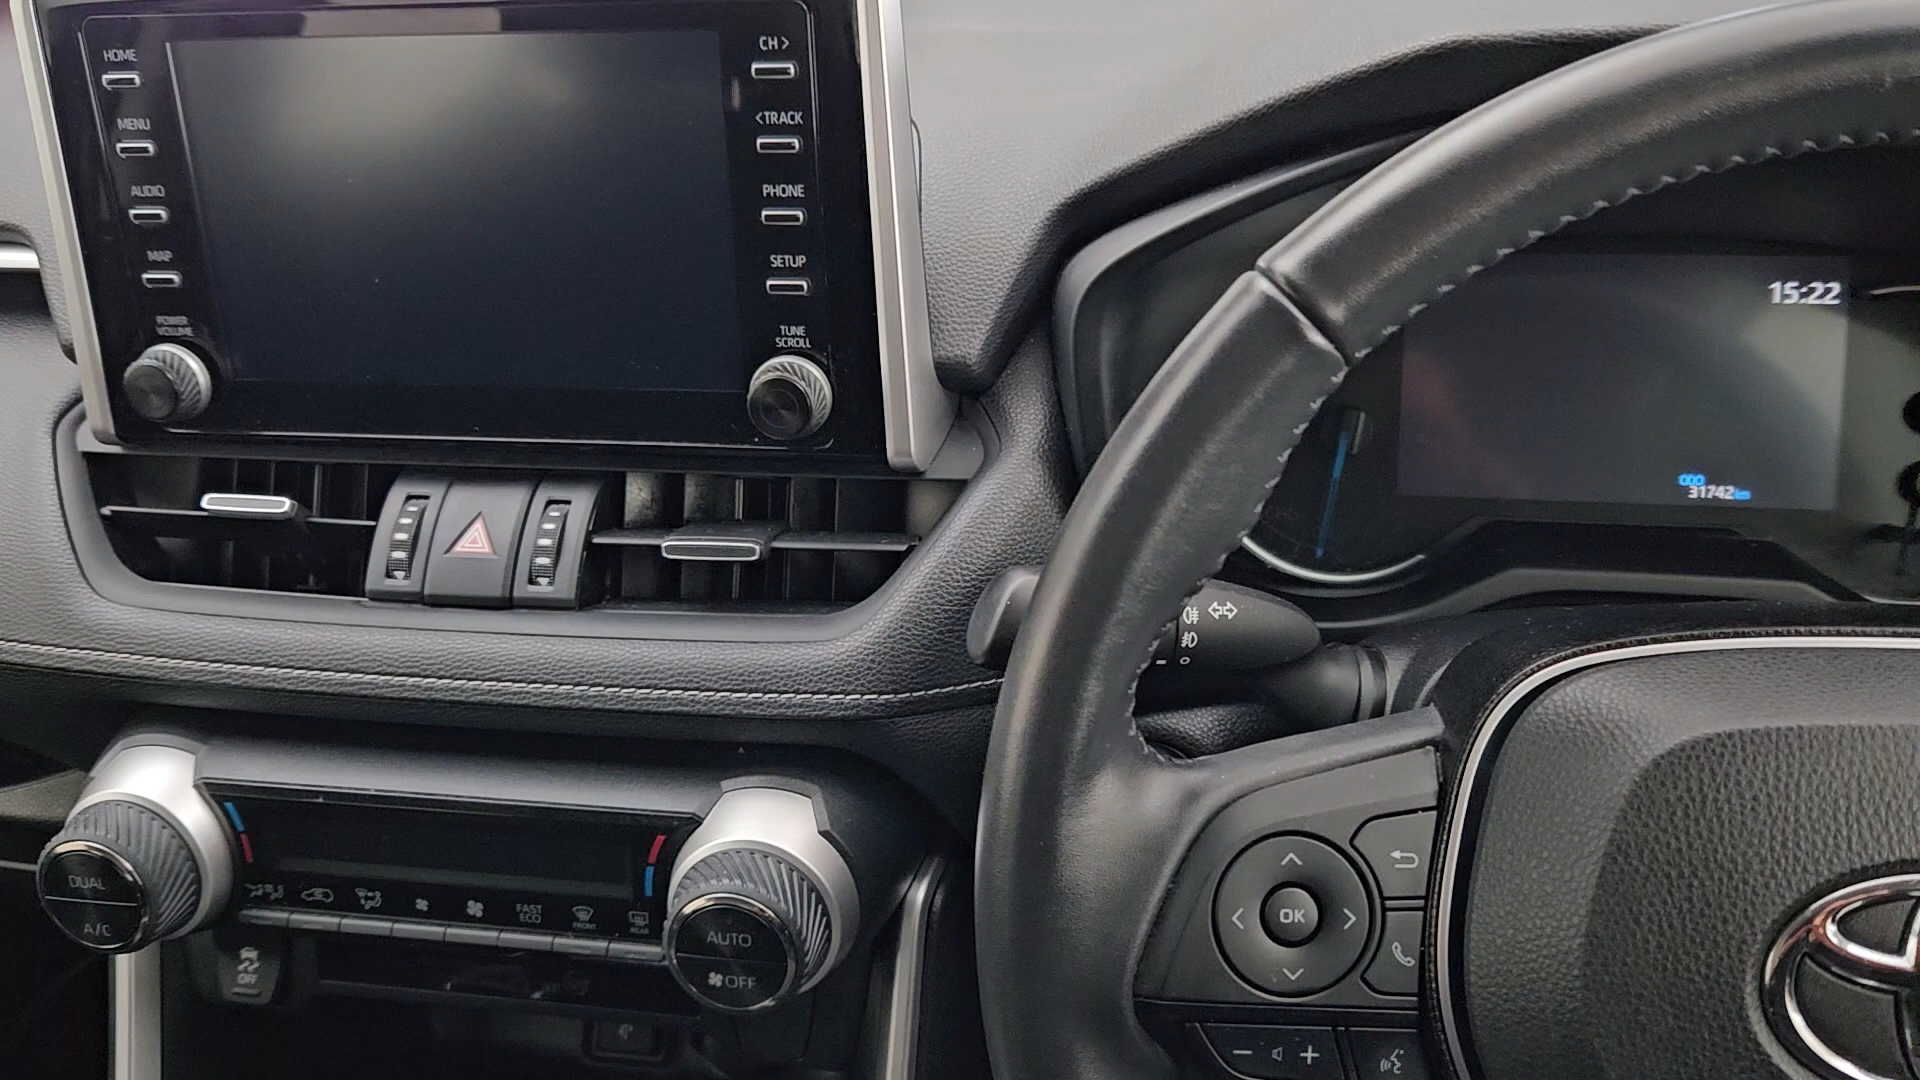 HOME
MENU
AUDIO
MAP
POWER
VOLUME
CH >
<TRACK
PHONE
SETUP
TUNE
SCROLL
15:22
ODO
31742 km
DUAL
A/C
FAST
ECO
FRONT
REAR
AUTO
OFF
OFF
OK